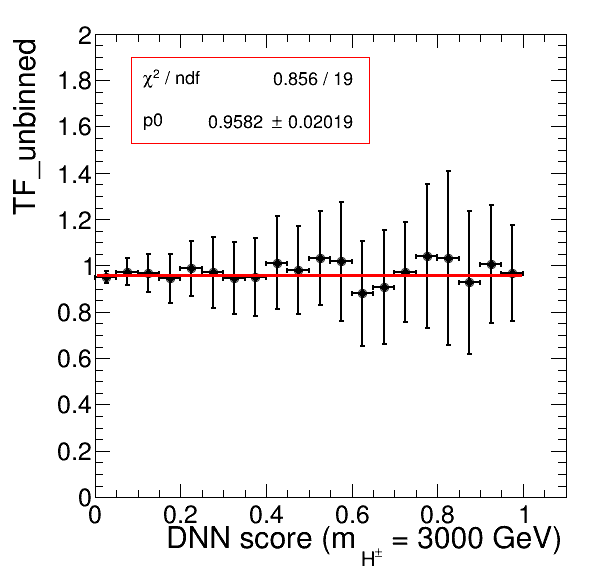 TF_unbinned
χ² / ndf 0.856 / 19
p0 0.9582 ± 0.02019
2
1.8
1.6
1.4
1.2
1
0.8
0.6
0.4
0.2
0
0 0.2 0.4 0.6 0.8 1
DNN score (m_H± = 3000 GeV)